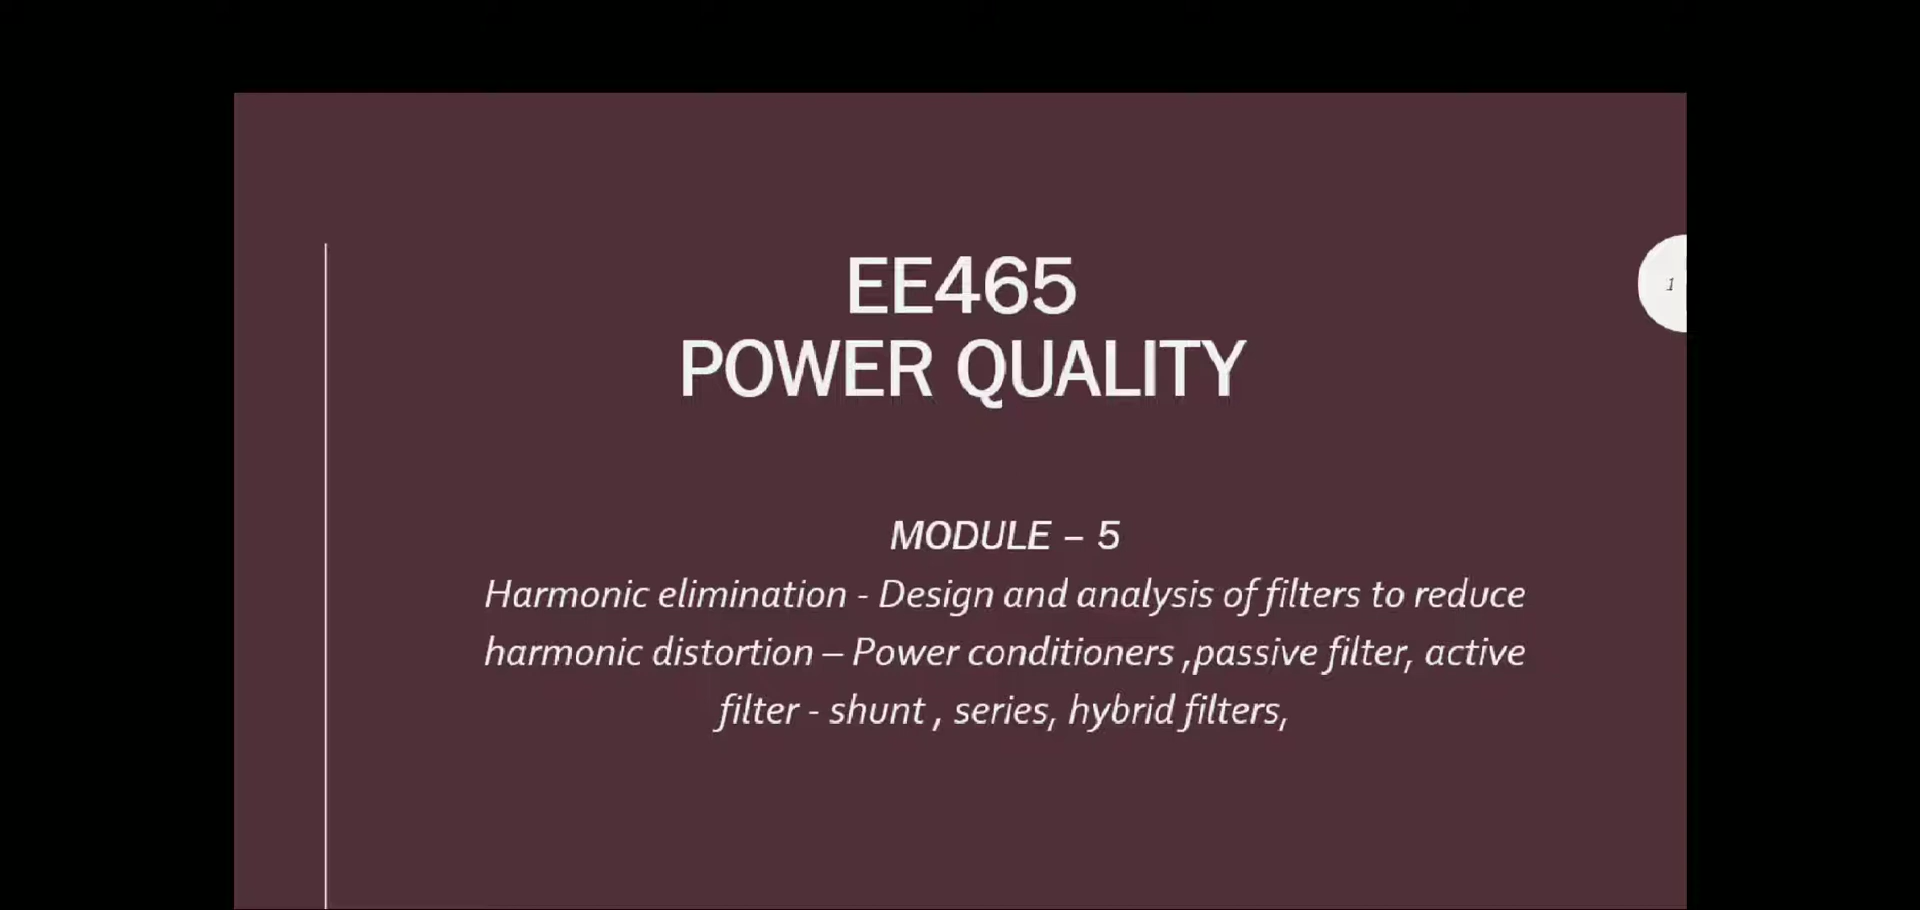 EE465
1
POWER QUALITY
MODULE – 5
Harmonic elimination - Design and analysis of filters to reduce
harmonic distortion – Power conditioners ,passive filter, active
filter - shunt , series, hybrid filters,